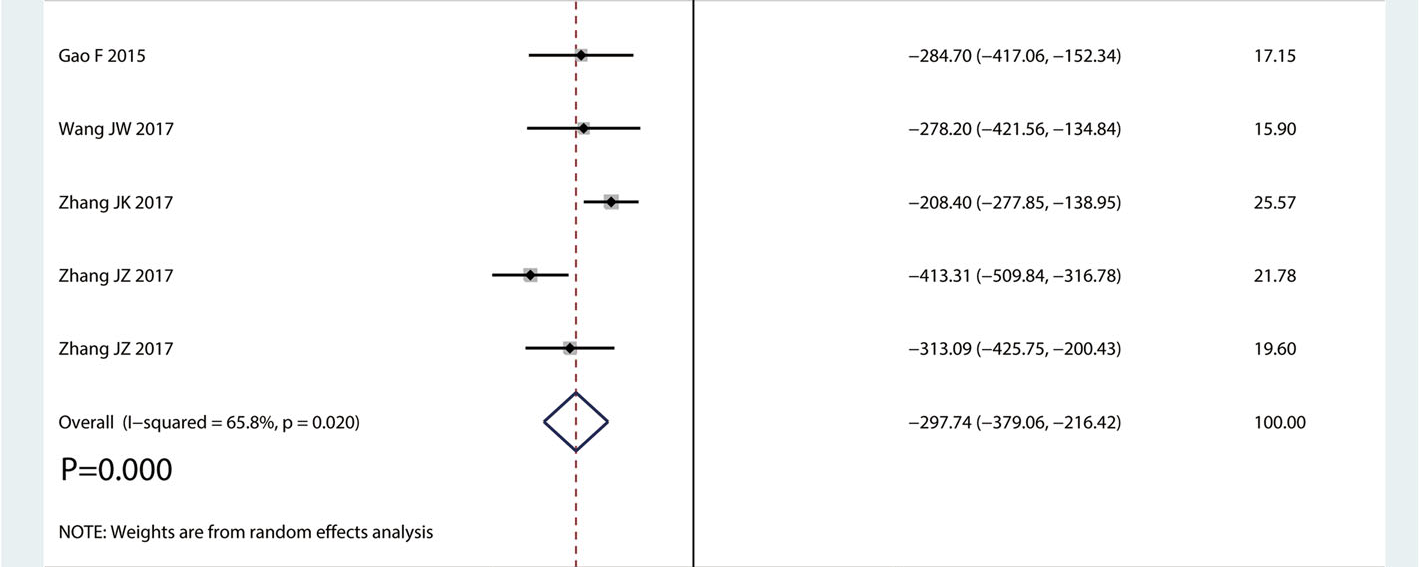 Gao F 2015 −284.70 (−417.06, −152.34) 17.15
Wang JW 2017 −278.20 (−421.56, −134.84) 15.90
Zhang JK 2017 −208.40 (−277.85, −138.95) 25.57
Zhang JZ 2017 −413.31 (−509.84, −316.78) 21.78
Zhang JZ 2017 −313.09 (−425.75, −200.43) 19.60
Overall (I−squared = 65.8%, p = 0.020) −297.74 (−379.06, −216.42) 100.00
P=0.000
NOTE: Weights are from random effects analysis